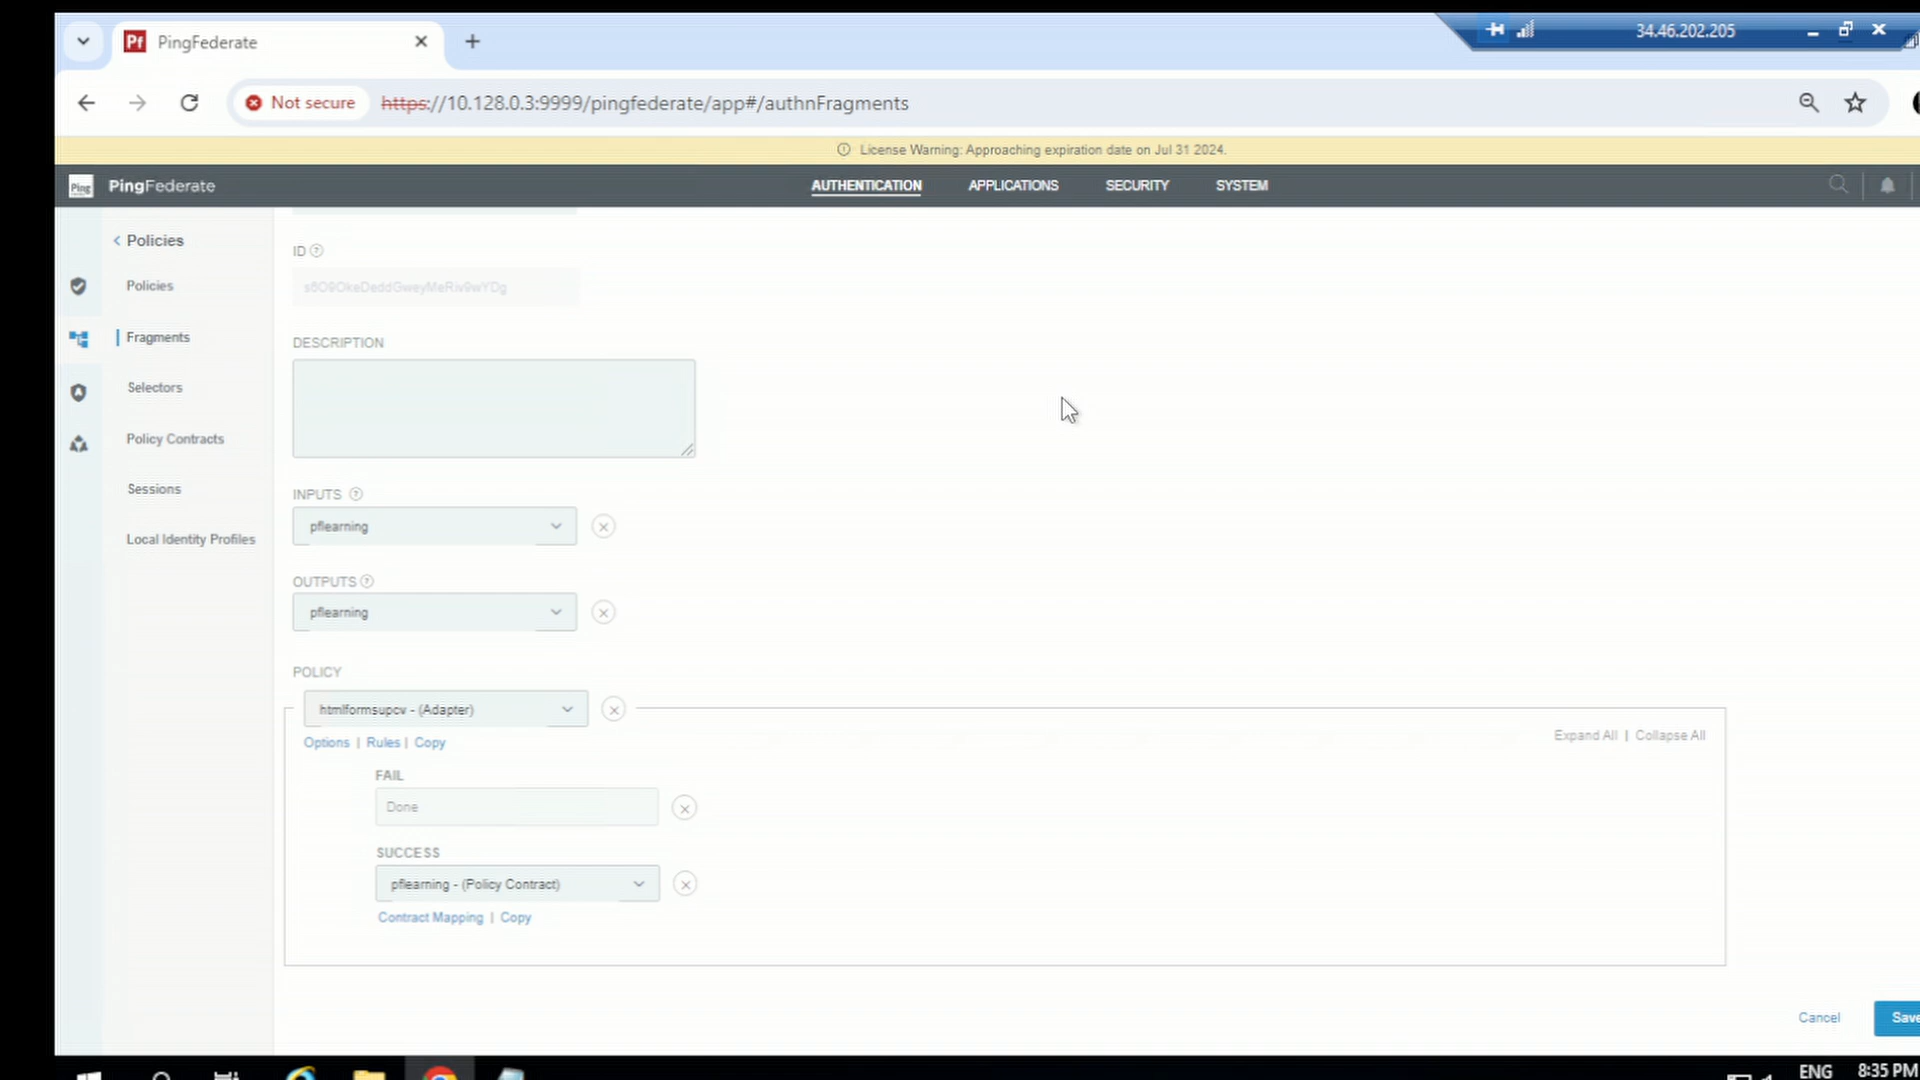 PingFederate
34.46.202.205
Not secure
https://10.128.0.3:9999/pingfederate/app#/authnFragments
License Warning: Approaching expiration date on Jul 31 2024.
Ping
PingFederate
AUTHENTICATION
APPLICATIONS
SECURITY
SYSTEM
Policies
Policies
Fragments
Selectors
Policy Contracts
Sessions
Local Identity Profiles
ID
DESCRIPTION
INPUTS
pflearning
OUTPUTS
pflearning
POLICY
htmlformsupcv - (Adapter)
Options | Rules | Copy
Expand All | Collapse All
FAIL
Done
SUCCESS
pflearning - (Policy Contract)
Contract Mapping | Copy
Cancel
Save
ENG
8:35 PM